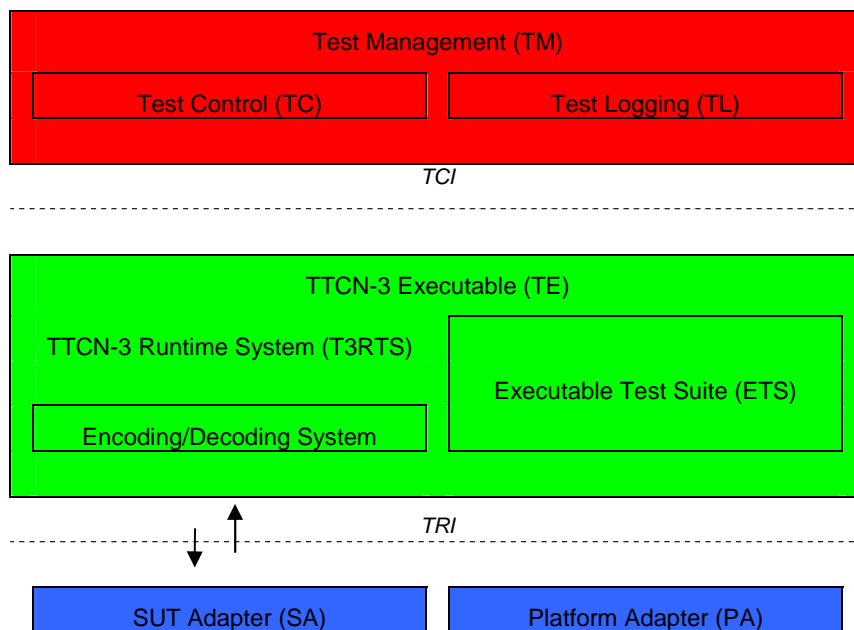 Test Management (TM)
Test Control (TC)
Test Logging (TL)
TCI
TTCN-3 Executable (TE)
TTCN-3 Runtime System (T3RTS)
Executable Test Suite (ETS)
Encoding/Decoding System
TRI
SUT Adapter (SA)
Platform Adapter (PA)